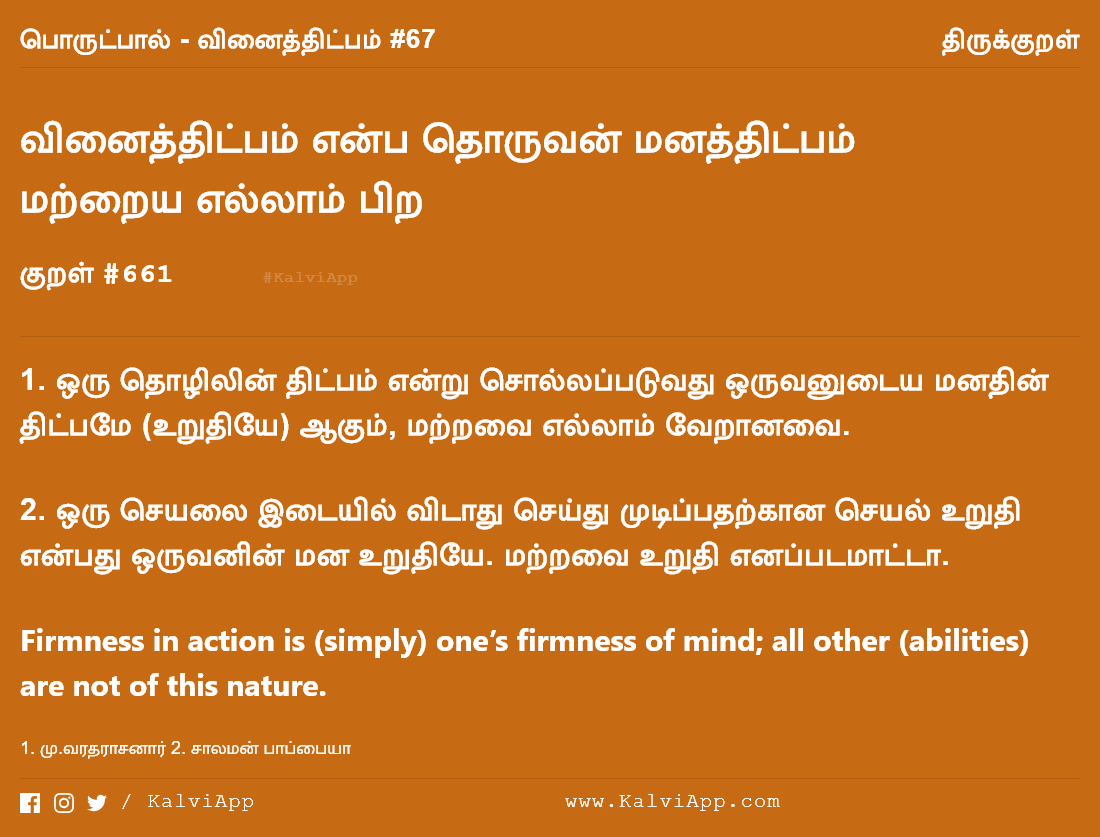 பொருட்பால் - வினைத்திட்பம் #67
திருக்குறள்
வினைத்திட்பம் என்ப தொருவன் மனத்திட்பம்
மற்றைய எல்லாம் பிற
குறள் #661
#KalviApp
1. ஒரு தொழிலின் திட்பம் என்று சொல்லப்படுவது ஒருவனுடைய மனதின்
திட்பமே (உறுதியே) ஆகும், மற்றவை எல்லாம் வேறானவை.
2. ஒரு செயலை இடையில் விடாது செய்து முடிப்பதற்கான செயல் உறுதி
என்பது ஒருவனின் மன உறுதியே. மற்றவை உறுதி எனப்படமாட்டா.
Firmness in action is (simply) one’s firmness of mind; all other (abilities)
are not of this nature.
1. மு.வரதராசனார் 2. சாலமன் பாப்பையா
/ KalviApp
www.KalviApp.com